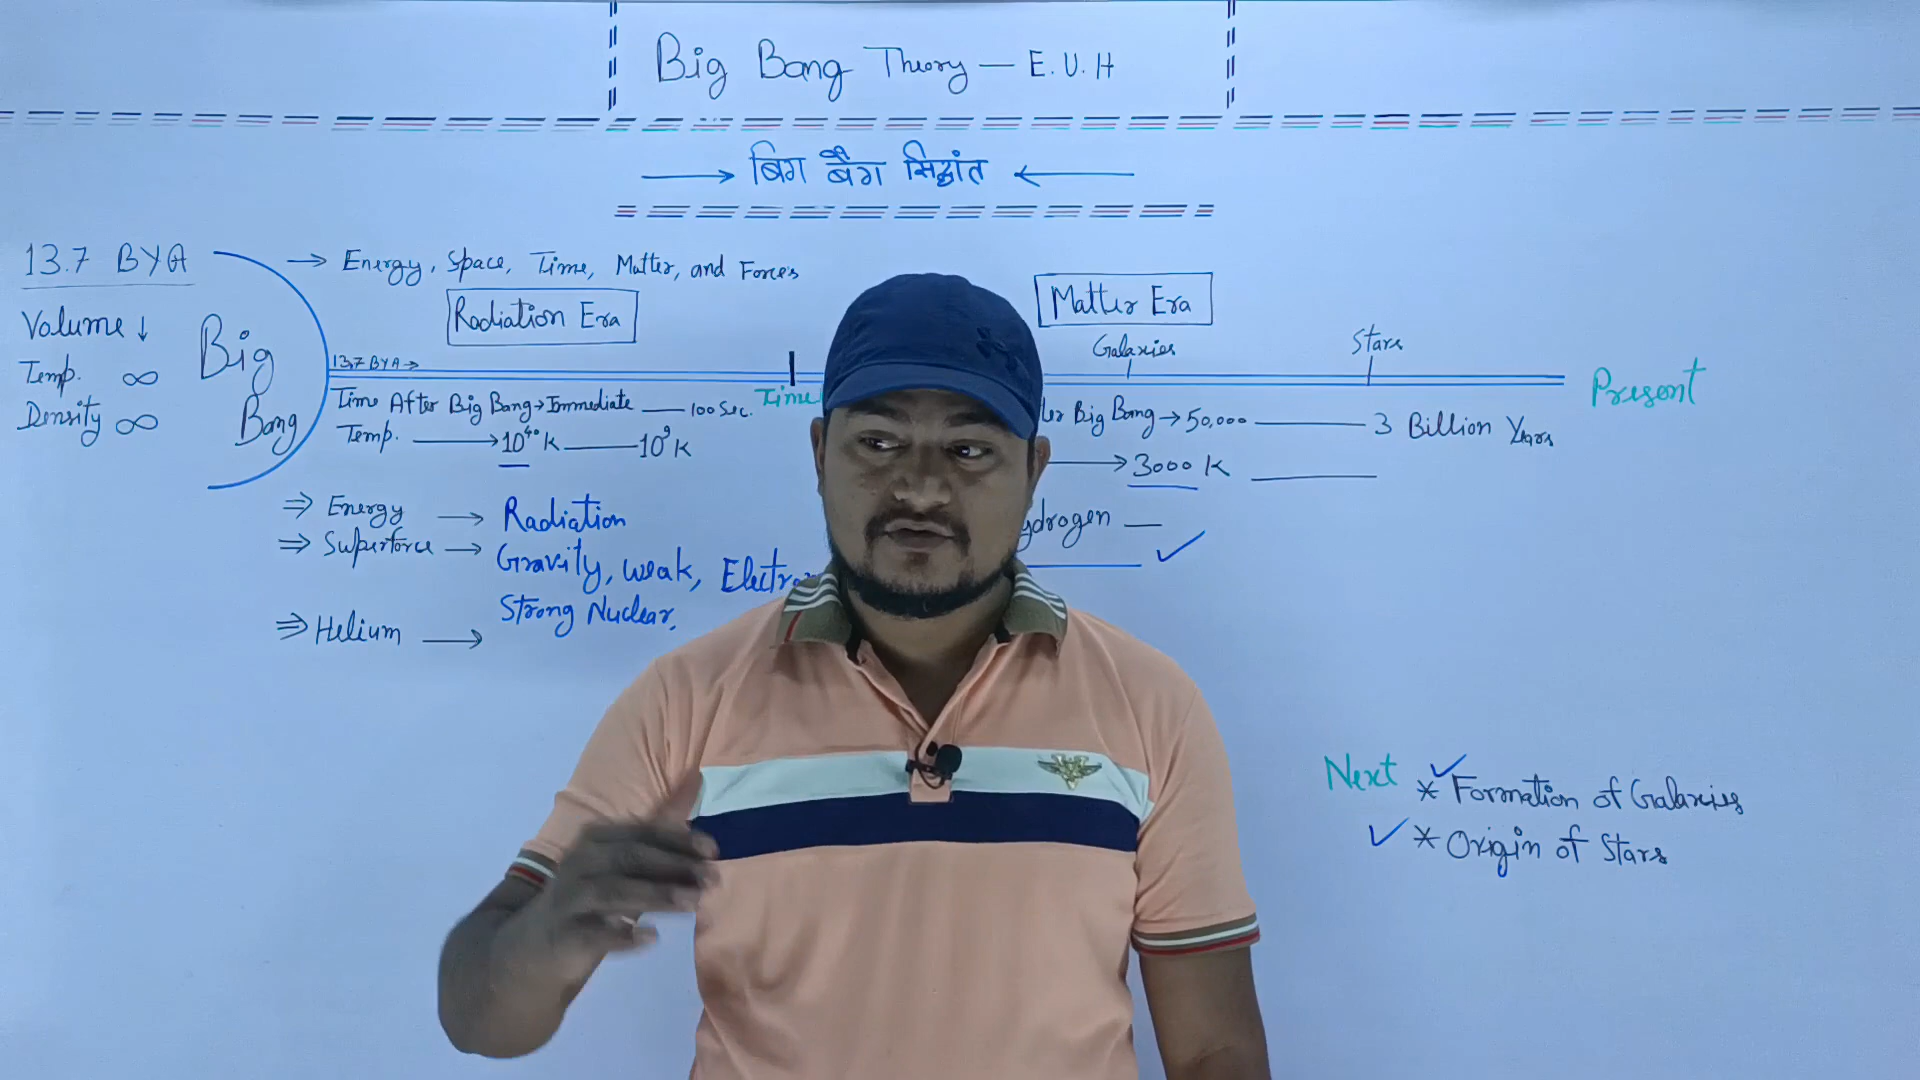 Big Bang Theory — E.U.H
बिग बैंग सिद्धांत
13.7 BYA
Volume ↓
Temp. ∞
Density ∞
Big
Bang
→ Energy, Space, Time, Matter, and Forces
Radiation Era
13.7 BYA →
Time After Big Bang → Immediate — 100 Sec.
Temp. → 10⁴⁰ K — 10⁹ K
⇒ Energy → Radiation
⇒ Superforce → Gravity, Weak,
Strong Nuclear,
⇒ Helium →
Time
Matter Era
Galaxies
Stars
Big Bang → 50,000 — 3 Billion Years
→ 3000 K
Present
Next
* Formation of Galaxies
* Origin of Stars